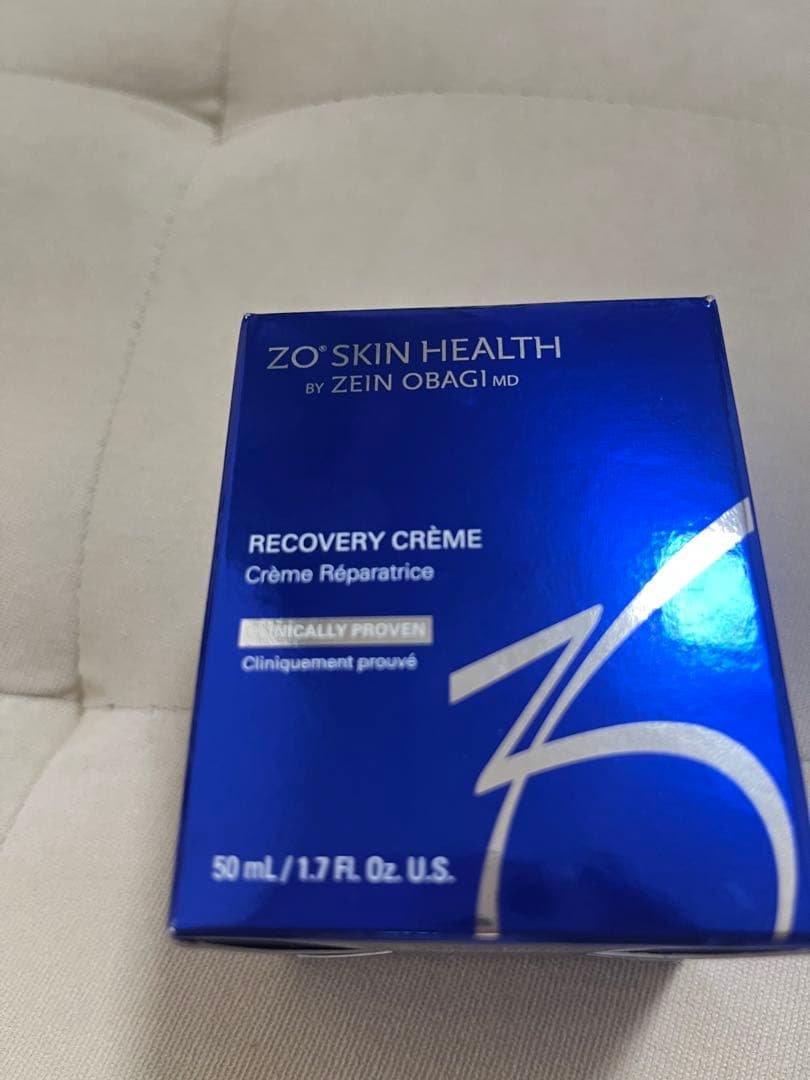 ZO® SKIN HEALTH
BY ZEIN OBAGI MD
RECOVERY CRÈME
Crème Réparatrice
CLINICALLY PROVEN
Cliniquement prouvé
50 mL / 1.7 Fl. Oz. U.S.